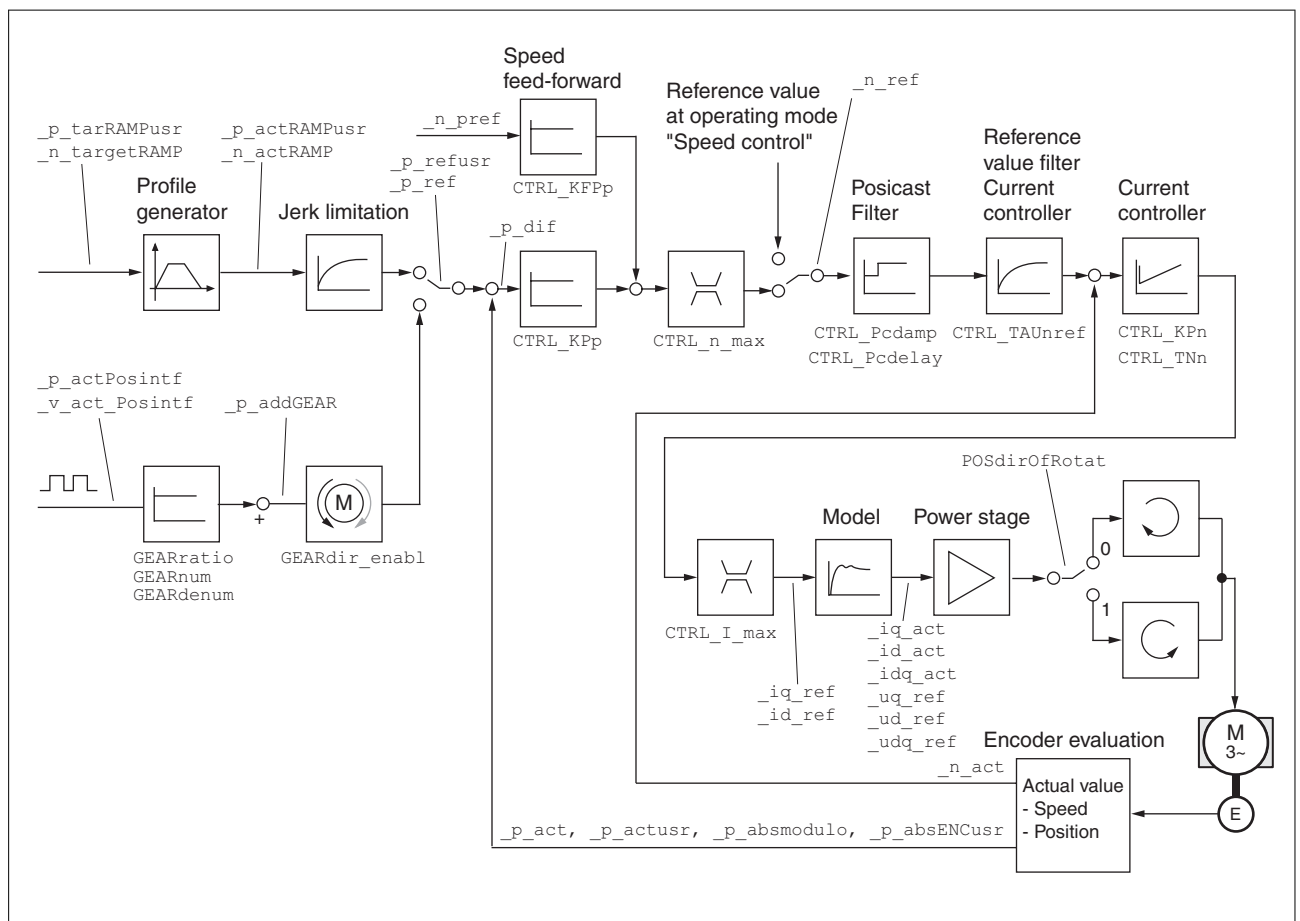 Speed
feed-forward
_n_pref
CTRL_KFPp
Reference value
at operating mode
"Speed control"
_n_ref
_p_tarRAMPusr
_n_targetRAMP
_p_actRAMPusr
_n_actRAMP
_p_refusr
_p_ref
Profile
generator
Jerk limitation
_p_dif
CTRL_KPp
CTRL_n_max
Posicast
Filter
CTRL_Pcdamp
CTRL_Pcdelay
Reference
value filter
Current
controller
CTRL_TAUnref
Current
controller
CTRL_KPn
CTRL_TNn
_p_actPosintf
_v_act_Posintf
_p_addGEAR
+
M
GEARratio
GEARnum
GEARdenum
GEARdir_enabl
POSdirOfRotat
Model
Power stage
0
1
CTRL_I_max
_iq_ref
_id_ref
_iq_act
_id_act
_idq_act
_uq_ref
_ud_ref
_udq_ref
Encoder evaluation
M
3~
E
_n_act
Actual value
- Speed
- Position
_p_act, _p_actusr, _p_absmodulo, _p_absENCusr